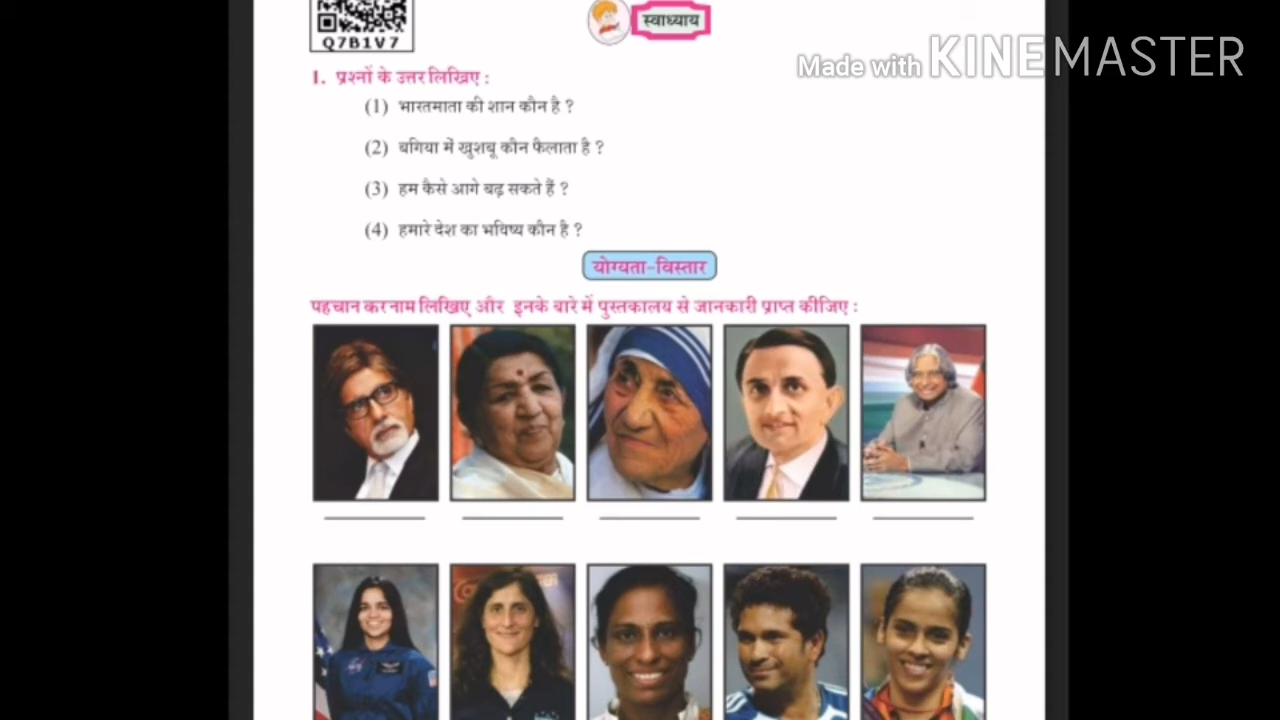 Q7B1V7
स्वाध्याय
Made with KINEMASTER
1. प्रश्नों के उत्तर लिखिए :
(1) भारतमाता की शान कौन है ?
(2) बगिया में खुशबू कौन फैलाता है ?
(3) हम कैसे आगे बढ़ सकते हैं ?
(4) हमारे देश का भविष्य कौन है ?
योग्यता-विस्तार
पहचान कर नाम लिखिए और इनके बारे में पुस्तकालय से जानकारी प्राप्त कीजिए :